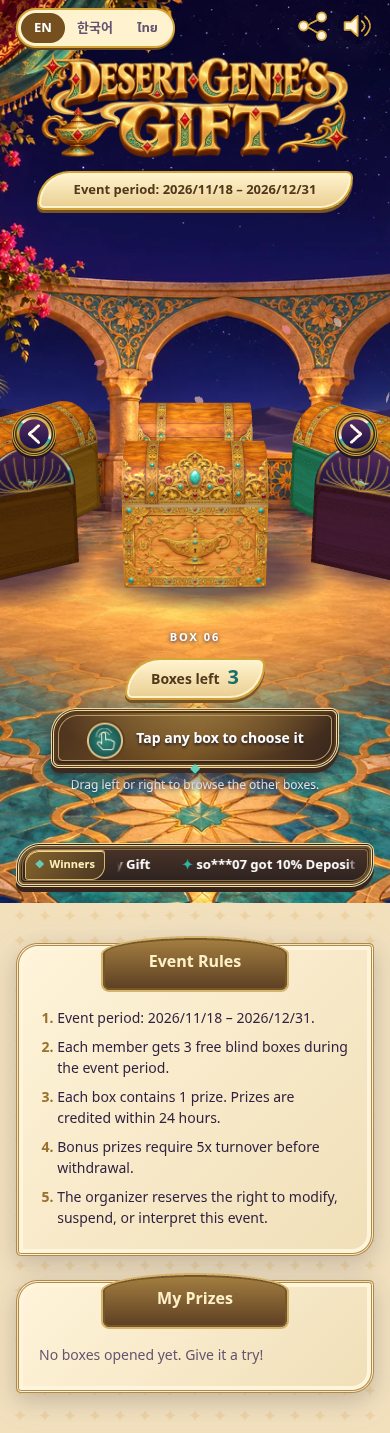 EN 한국어 ไทย
DESERT GENIE'S
GIFT
Event period: 2026/11/18 – 2026/12/31
BOX 06
Boxes left 3
Tap any box to choose it
Drag left or right to browse the other boxes.
Winners Gift ✦ so***07 got 10% Deposit
Event Rules
1. Event period: 2026/11/18 – 2026/12/31.
2. Each member gets 3 free blind boxes during
the event period.
3. Each box contains 1 prize. Prizes are
credited within 24 hours.
4. Bonus prizes require 5x turnover before
withdrawal.
5. The organizer reserves the right to modify,
suspend, or interpret this event.
My Prizes
No boxes opened yet. Give it a try!